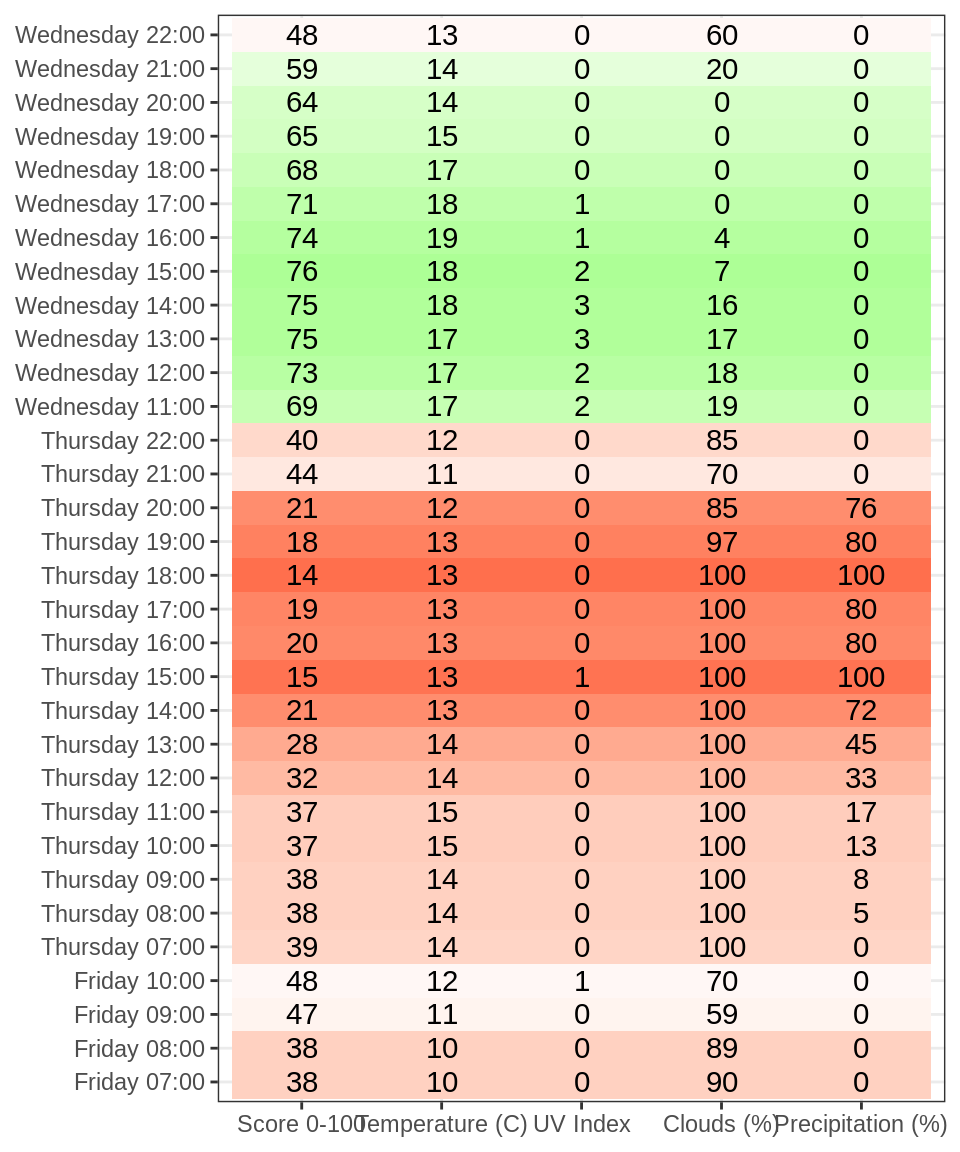 Wednesday 22:00 48 13 0 60 0
Wednesday 21:00 59 14 0 20 0
Wednesday 20:00 64 14 0 0 0
Wednesday 19:00 65 15 0 0 0
Wednesday 18:00 68 17 0 0 0
Wednesday 17:00 71 18 1 0 0
Wednesday 16:00 74 19 1 4 0
Wednesday 15:00 76 18 2 7 0
Wednesday 14:00 75 18 3 16 0
Wednesday 13:00 75 17 3 17 0
Wednesday 12:00 73 17 2 18 0
Wednesday 11:00 69 17 2 19 0
Thursday 22:00 40 12 0 85 0
Thursday 21:00 44 11 0 70 0
Thursday 20:00 21 12 0 85 76
Thursday 19:00 18 13 0 97 80
Thursday 18:00 14 13 0 100 100
Thursday 17:00 19 13 0 100 80
Thursday 16:00 20 13 0 100 80
Thursday 15:00 15 13 1 100 100
Thursday 14:00 21 13 0 100 72
Thursday 13:00 28 14 0 100 45
Thursday 12:00 32 14 0 100 33
Thursday 11:00 37 15 0 100 17
Thursday 10:00 37 15 0 100 13
Thursday 09:00 38 14 0 100 8
Thursday 08:00 38 14 0 100 5
Thursday 07:00 39 14 0 100 0
Friday 10:00 48 12 1 70 0
Friday 09:00 47 11 0 59 0
Friday 08:00 38 10 0 89 0
Friday 07:00 38 10 0 90 0
Score 0-100 Temperature (C) UV Index Clouds (%) Precipitation (%)